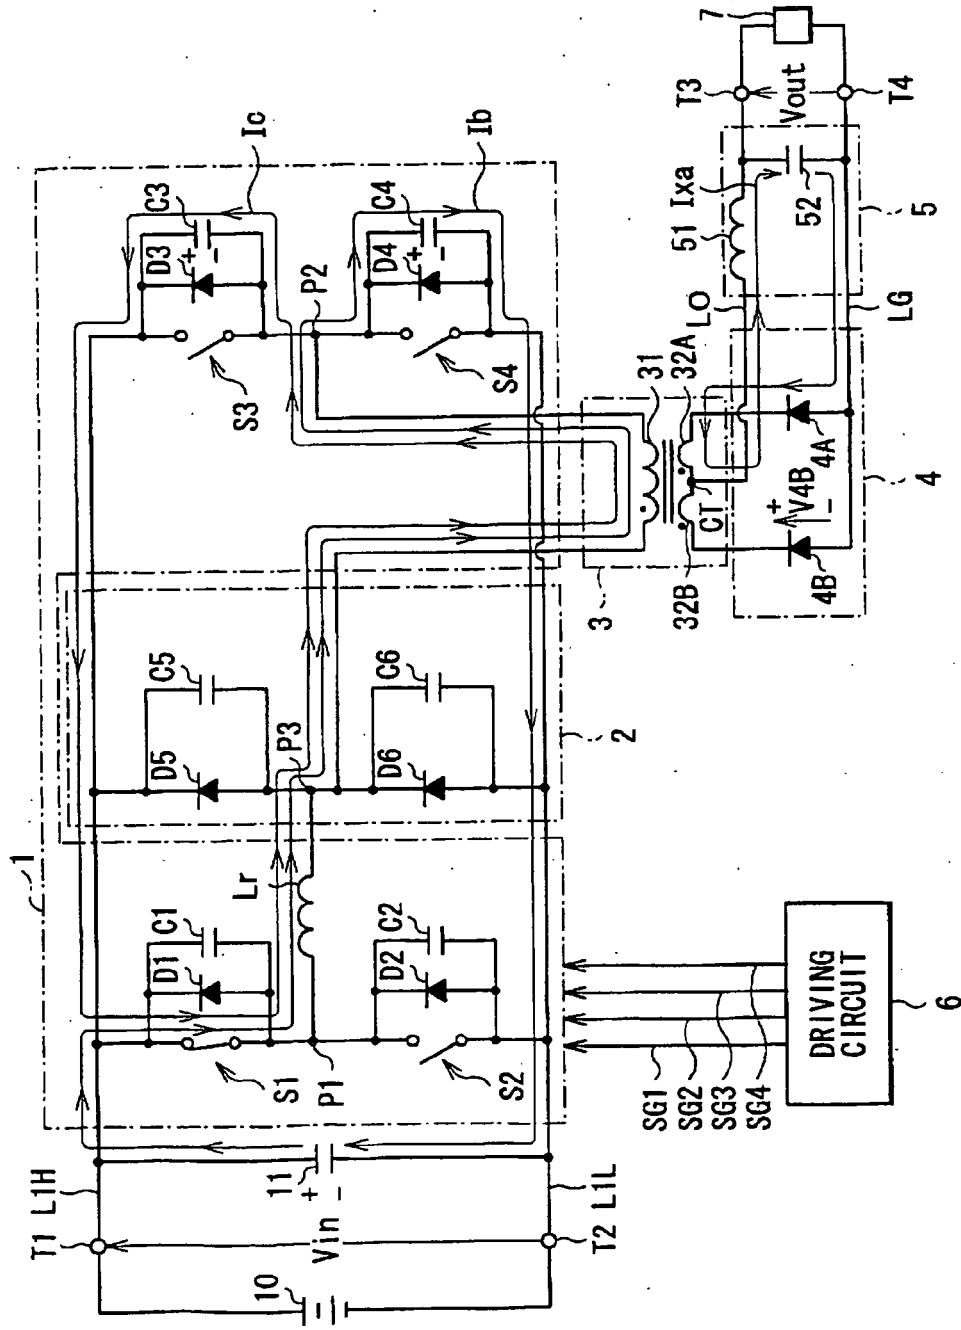 1
T1
L1H
10
Vin
11
+
-
T2
L1L
S1
D1
C1
P1
Lr
S2
D2
C2
D5
C5
P3
D6
C6
2
S3
D3
C3
+
-
Ic
P2
S4
D4
C4
+
-
Ib
3
31
32A
32B
CT
4A
4B
V4B
+
-
4
LO
LG
51
Ixa
52
5
T3
Vout
T4
7
SG1
SG2
SG3
SG4
DRIVING
CIRCUIT
6